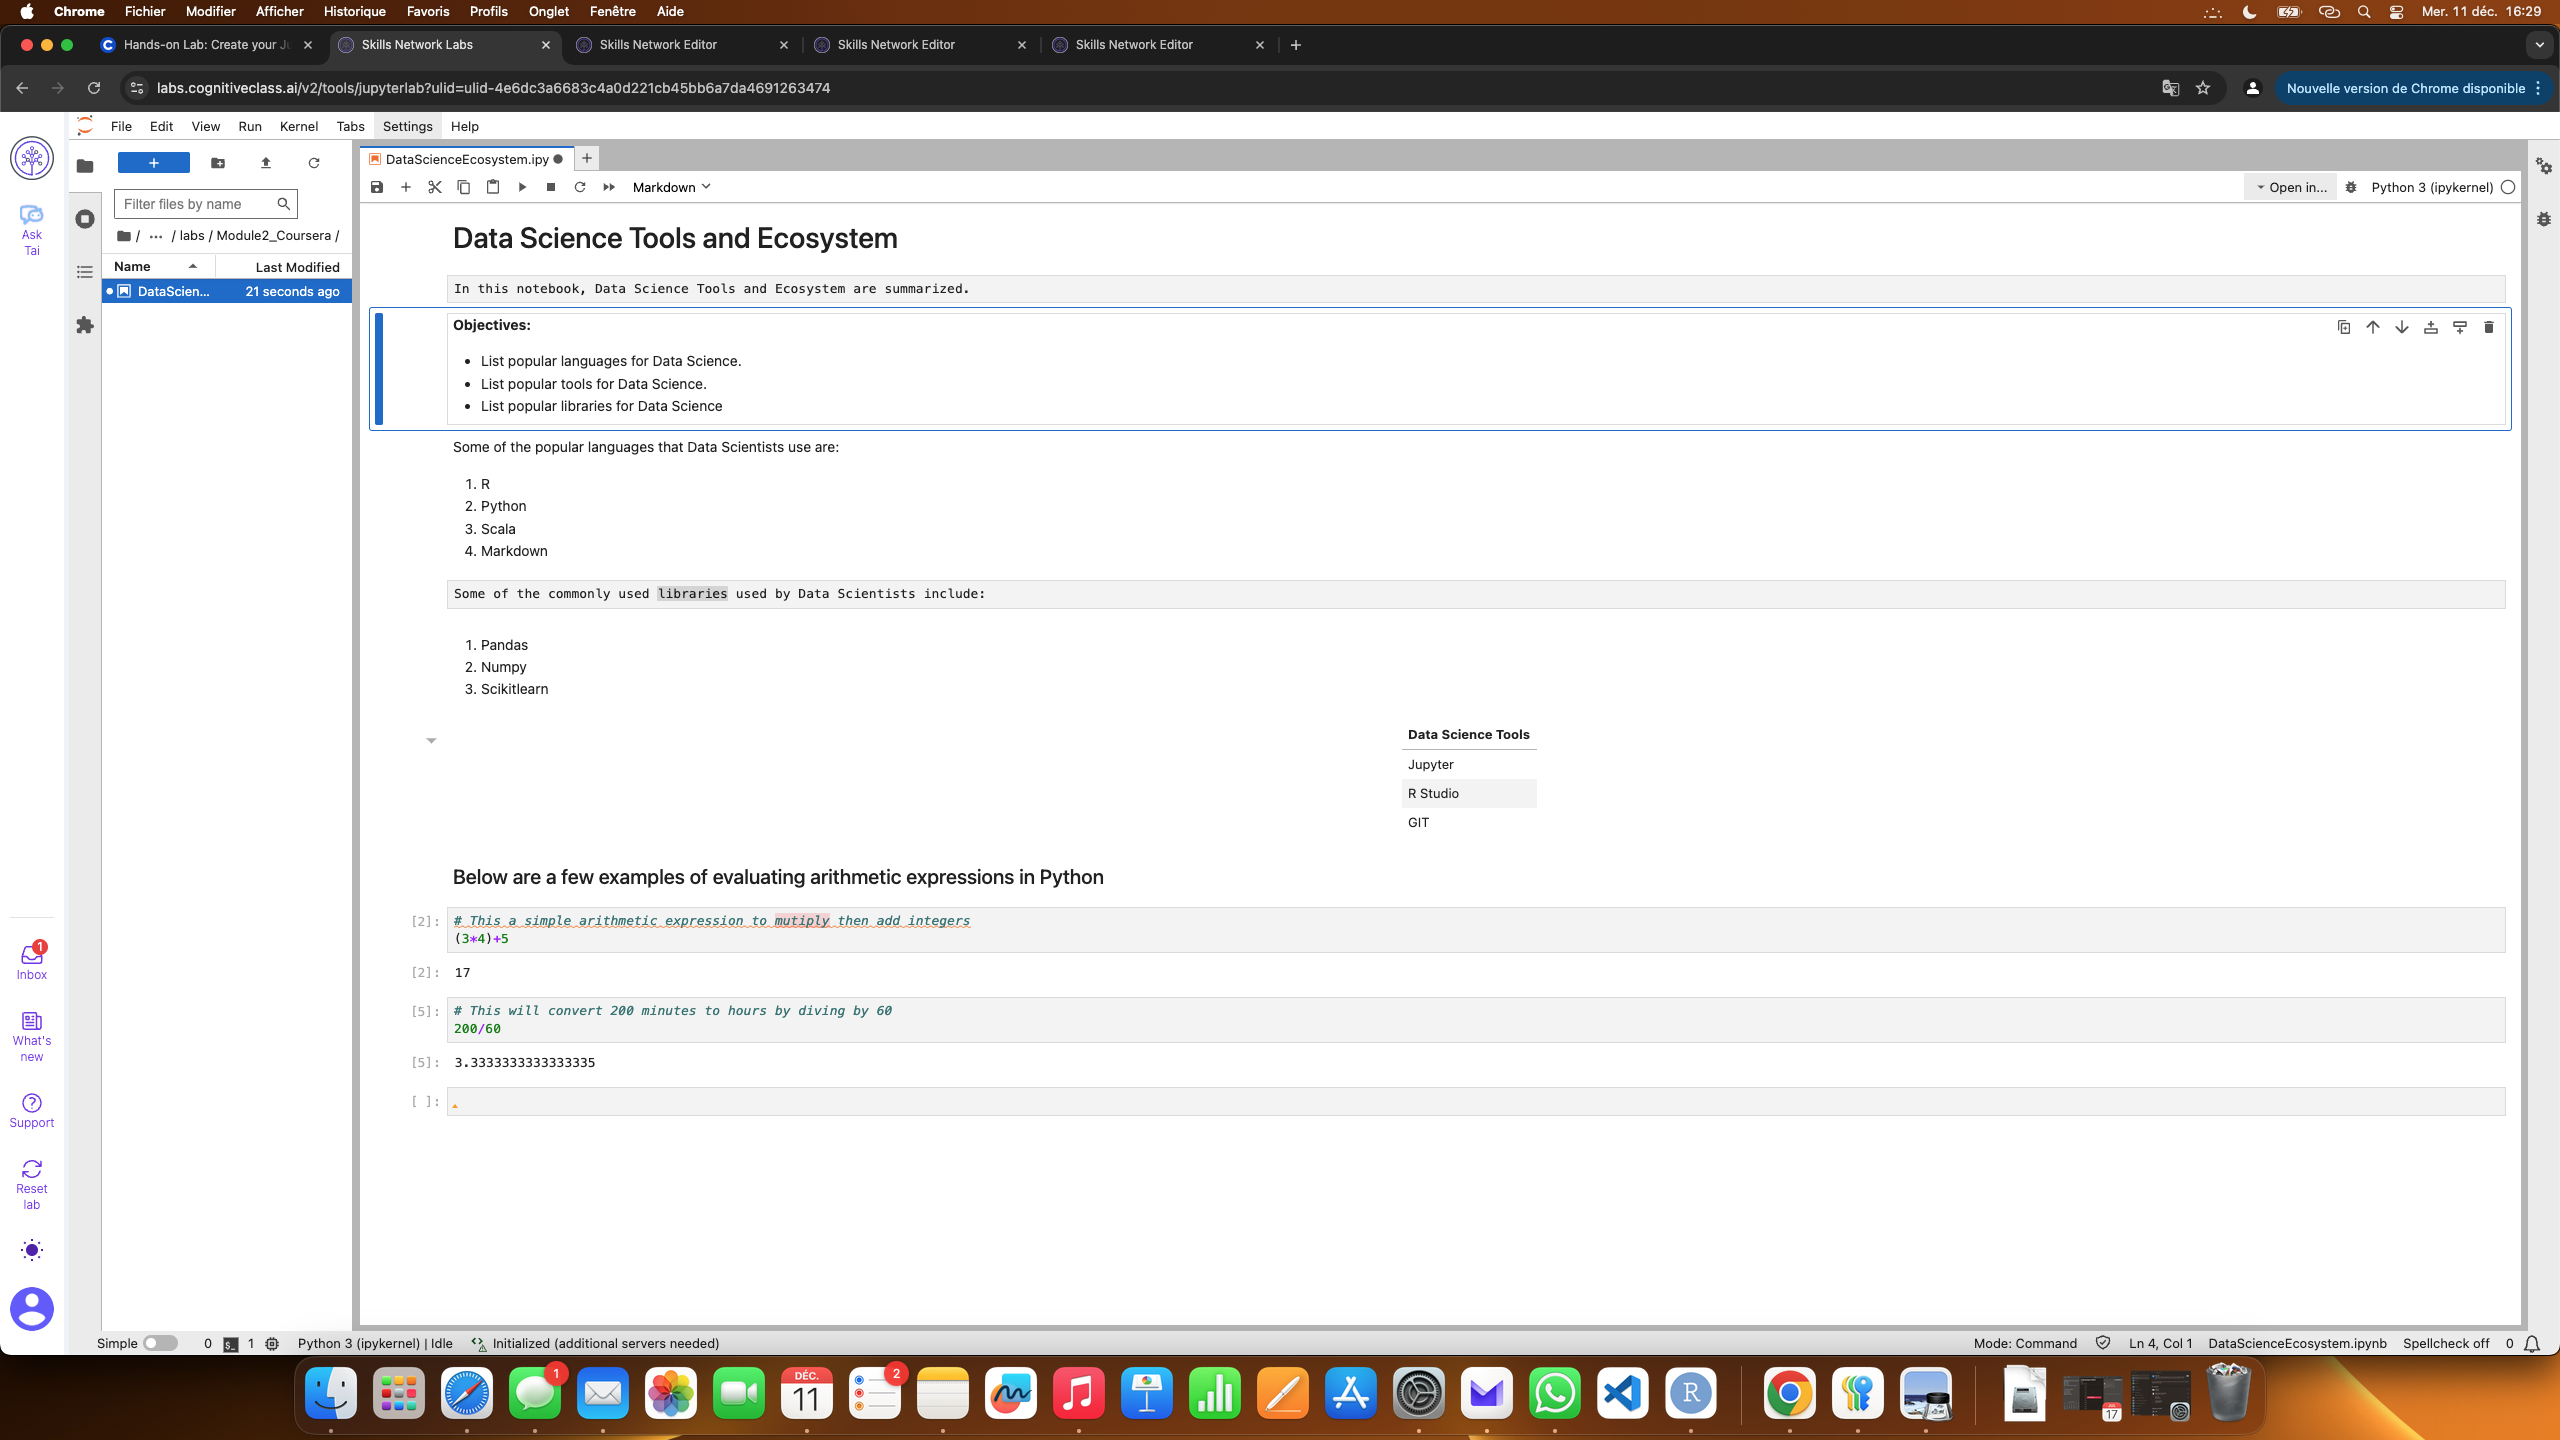 Chrome Fichier Modifier Afficher Historique Favoris Profils Onglet Fenêtre Aide Mer. 11 déc. 16:29
Hands-on Lab: Create your Ju Skills Network Labs Skills Network Editor Skills Network Editor Skills Network Editor
labs.cognitiveclass.ai/v2/tools/jupyterlab?ulid=ulid-4e6dc3a6683c4a0d221cb45bb6a7da4691263474 Nouvelle version de Chrome disponible
File Edit View Run Kernel Tabs Settings Help
Ask
Tai
Inbox
1
What's
new
Support
Reset
lab
Filter files by name
/ ... / labs / Module2_Coursera /
Name Last Modified
DataScien... 21 seconds ago
DataScienceEcosystem.ipy
Markdown Open in... Python 3 (ipykernel)
Data Science Tools and Ecosystem
In this notebook, Data Science Tools and Ecosystem are summarized.
Objectives:
• List popular languages for Data Science.
• List popular tools for Data Science.
• List popular libraries for Data Science
Some of the popular languages that Data Scientists use are:
1. R
2. Python
3. Scala
4. Markdown
Some of the commonly used libraries used by Data Scientists include:
1. Pandas
2. Numpy
3. Scikitlearn
Data Science Tools
Jupyter
R Studio
GIT
Below are a few examples of evaluating arithmetic expressions in Python
[2]: # This a simple arithmetic expression to mutiply then add integers
(3*4)+5
[2]: 17
[5]: # This will convert 200 minutes to hours by diving by 60
200/60
[5]: 3.3333333333333335
[ ]:
Simple 0 1 Python 3 (ipykernel) | Idle Initialized (additional servers needed) Mode: Command Ln 4, Col 1 DataScienceEcosystem.ipynb Spellcheck off 0
1 DÉC. 11 2 R 17